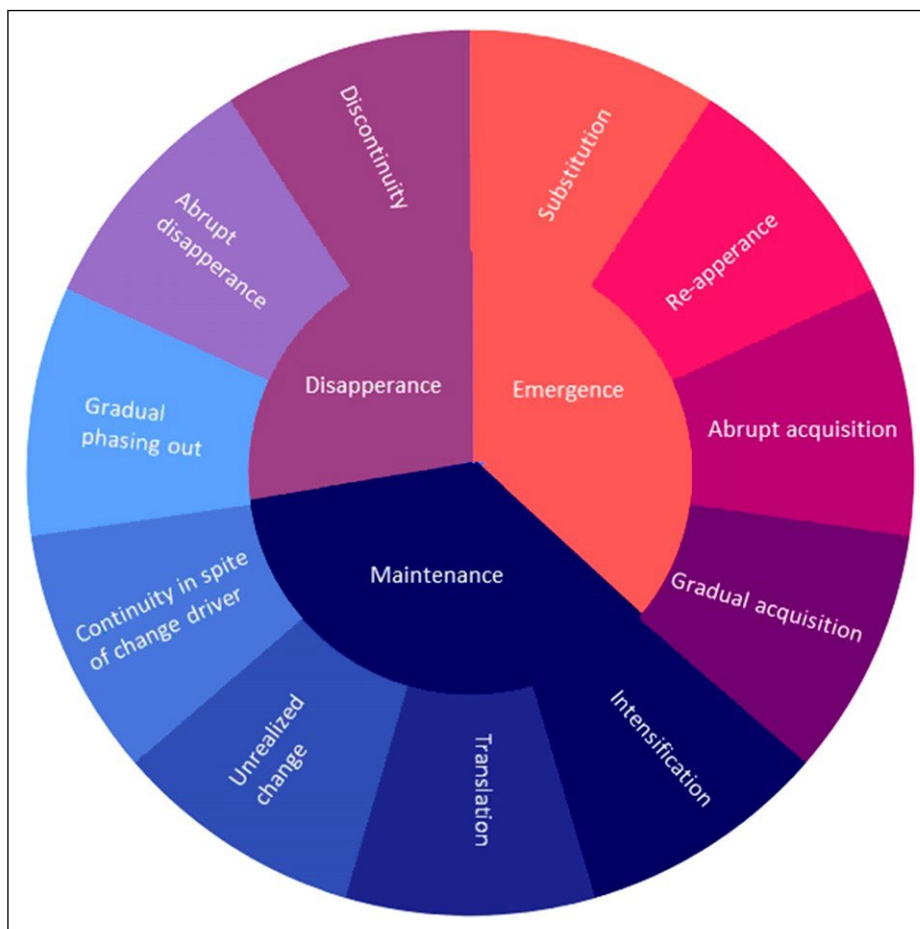 Discontinuity
Substitution
Abrupt
disapperance
Re-apperance
Disapperance
Emergence
Gradual
phasing out
Abrupt acquisition
Maintenance
Continuity in spite
of change driver
Gradual acquisition
Unrealized
change
Translation
Intensification